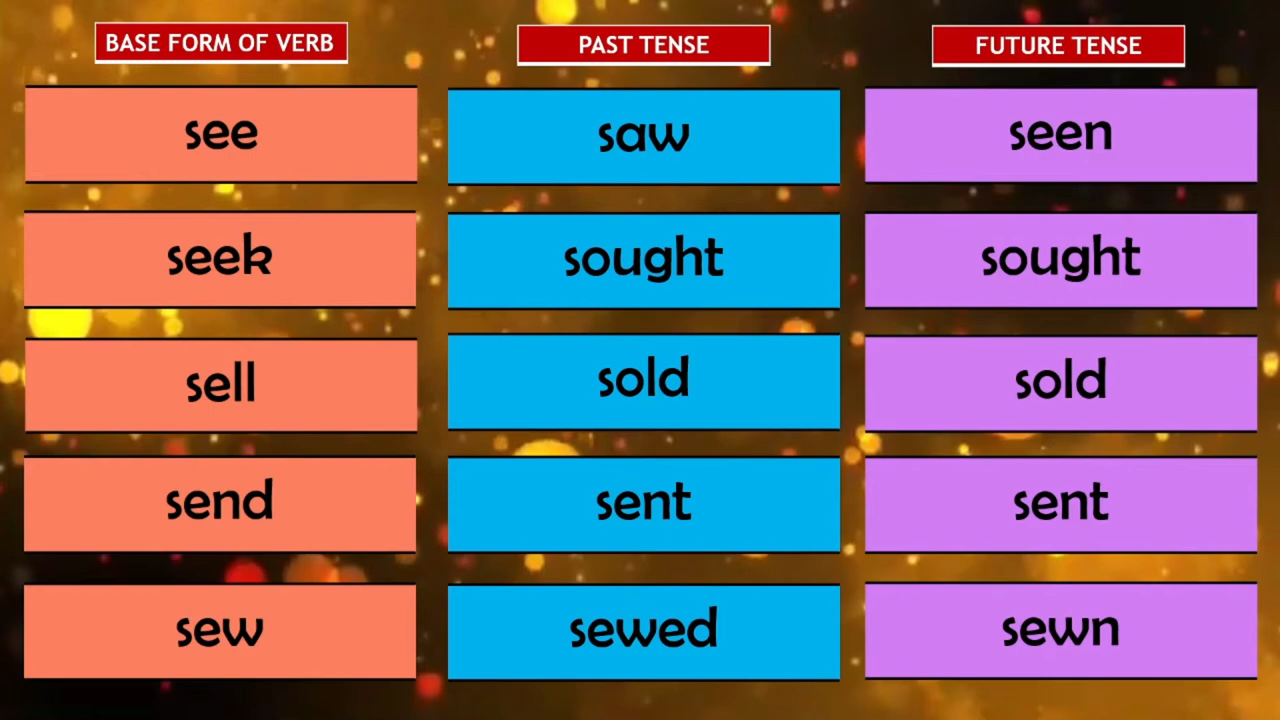 BASE FORM OF VERB PAST TENSE FUTURE TENSE
see saw seen
seek sought sought
sell sold sold
send sent sent
sew sewed sewn